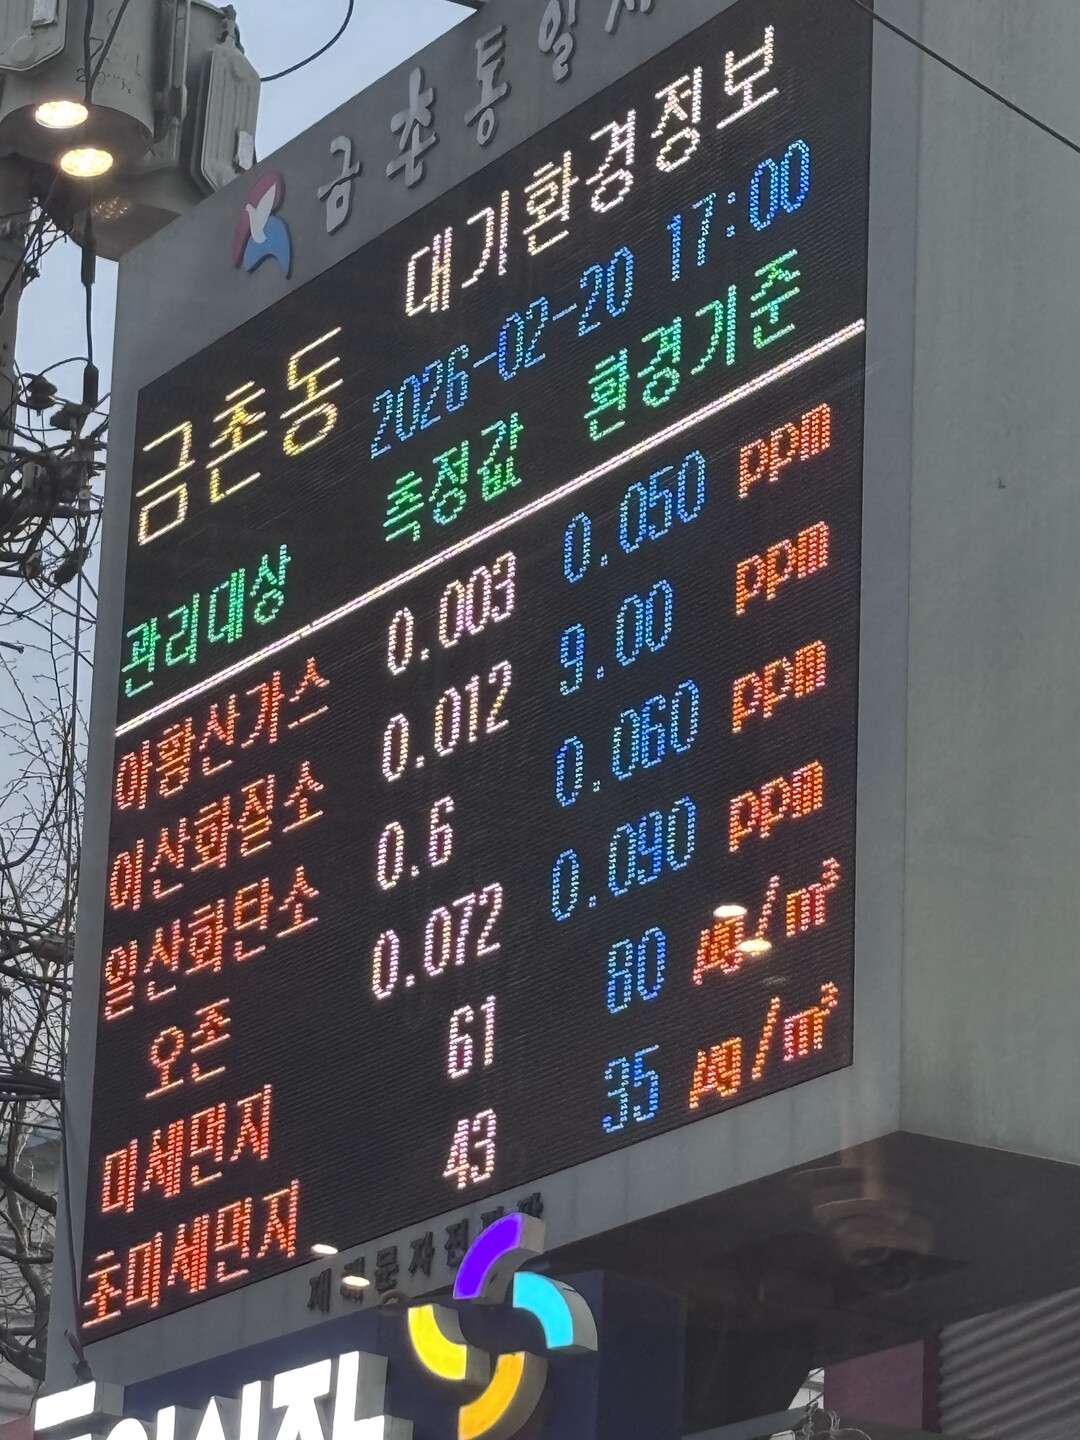 금촌통일
금촌동 대기환경정보
2026-02-20 17:00
관리대상 측정값 환경기준
아황산가스 0.003 0.050 ppm
이산화질소 0.012 9.00 ppm
일산화탄소 0.6 0.060 ppm
오존 0.072 0.090 ppm
미세먼지 61 80 µg/m³
초미세먼지 43 35 µg/m³